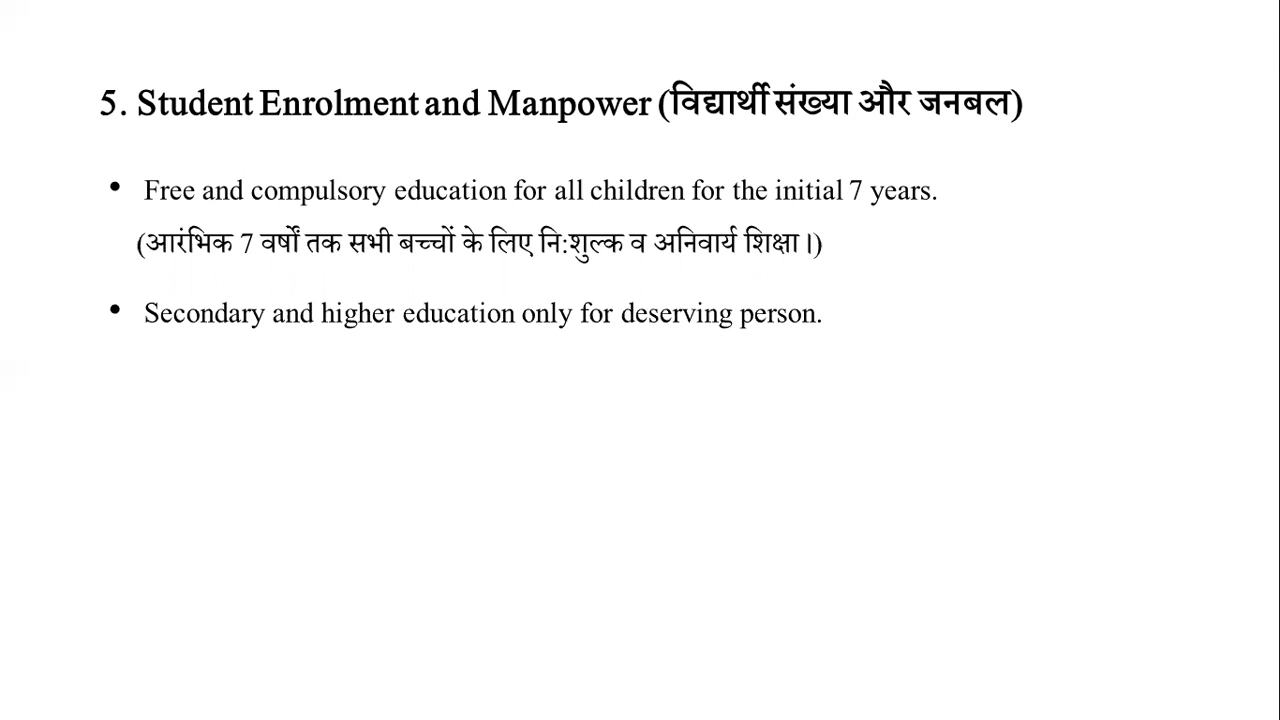 5. Student Enrolment and Manpower (विद्यार्थी संख्या और जनबल)
• Free and compulsory education for all children for the initial 7 years.
(आरंभिक 7 वर्षों तक सभी बच्चों के लिए नि:शुल्क व अनिवार्य शिक्षा।)
• Secondary and higher education only for deserving person.